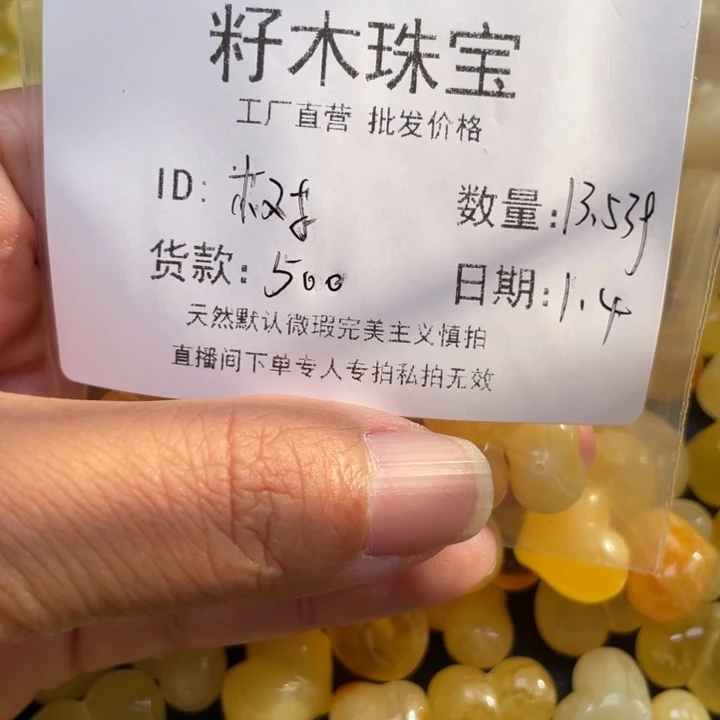 籽木珠宝
工厂直营 批发价格
ID: 数量:13.53g
货款:500 日期:1.4
天然默认微瑕完美主义慎拍
直播间下单专人专拍私拍无效